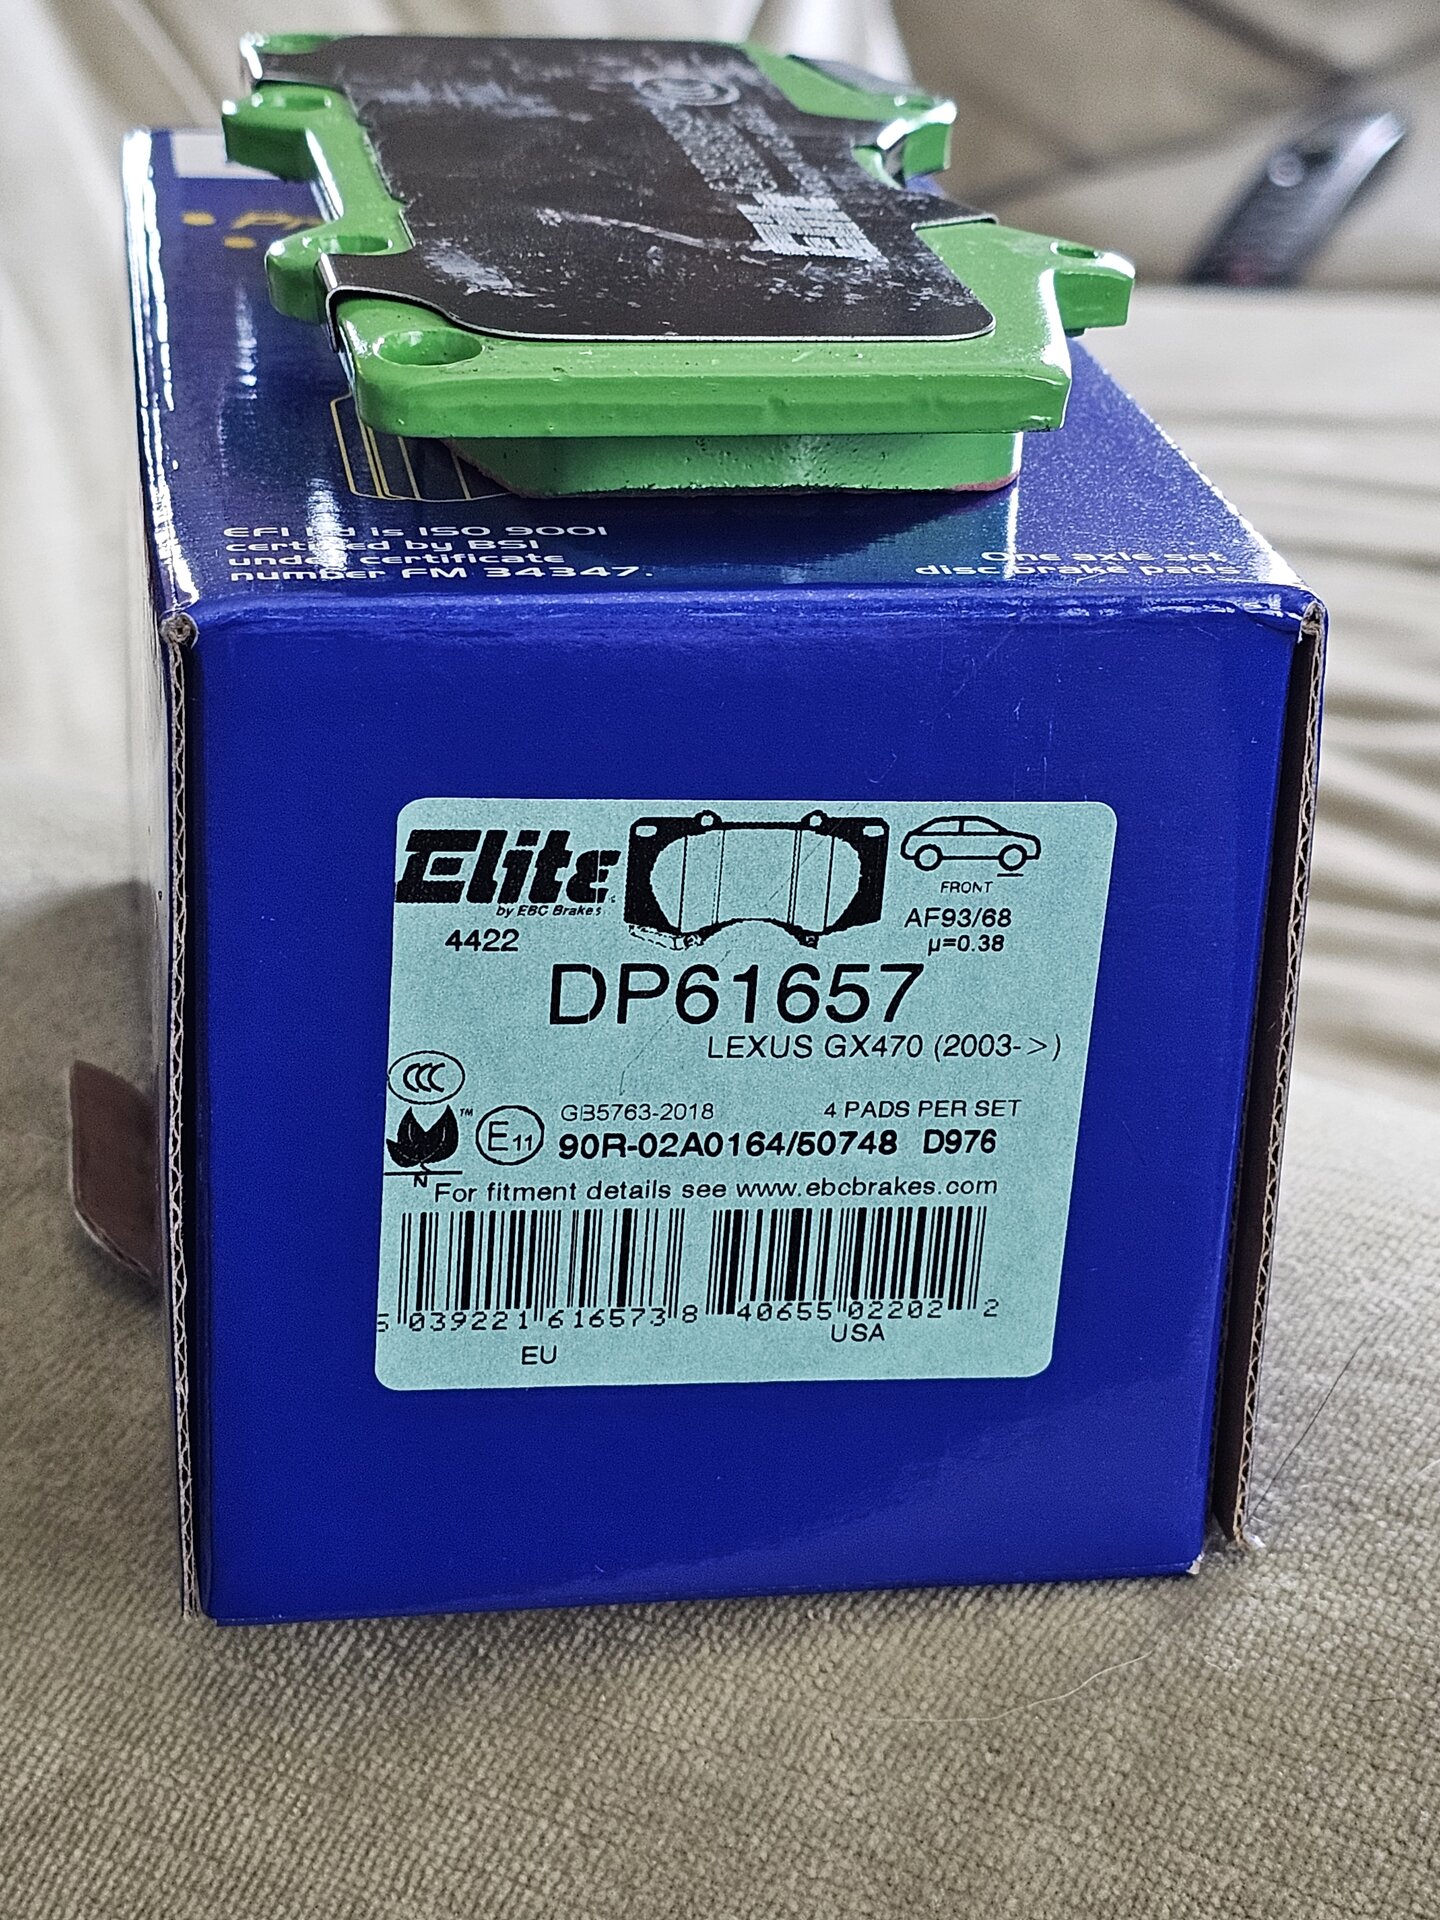 EBC
EFI Ltd is ISO 9001
certified by BSI
under certificate
number FM 34347.
One axle set
disc brake pads
Elite
by EBC Brakes
4422
FRONT
AF93/68
µ=0.38
DP61657
LEXUS GX470 (2003->)
CCC
GB5763-2018 4 PADS PER SET
TM
E11 90R-02A0164/50748 D976
N
For fitment details see www.ebcbrakes.com
5 039221 616573 8 40655 02202 2
EU USA